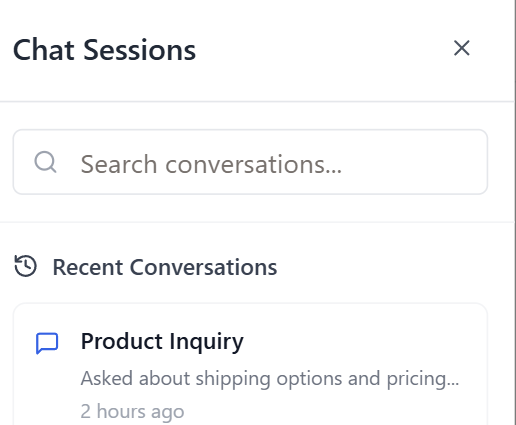 Chat Sessions
Search conversations...
Recent Conversations
Product Inquiry
Asked about shipping options and pricing...
2 hours ago